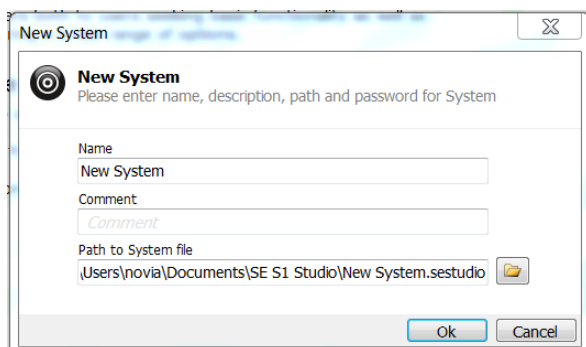 New System
New System
Please enter name, description, path and password for System
Name
New System
Comment
Comment
Path to System file
\Users\novia\Documents\SE S1 Studio\New System.sestudio
Ok
Cancel